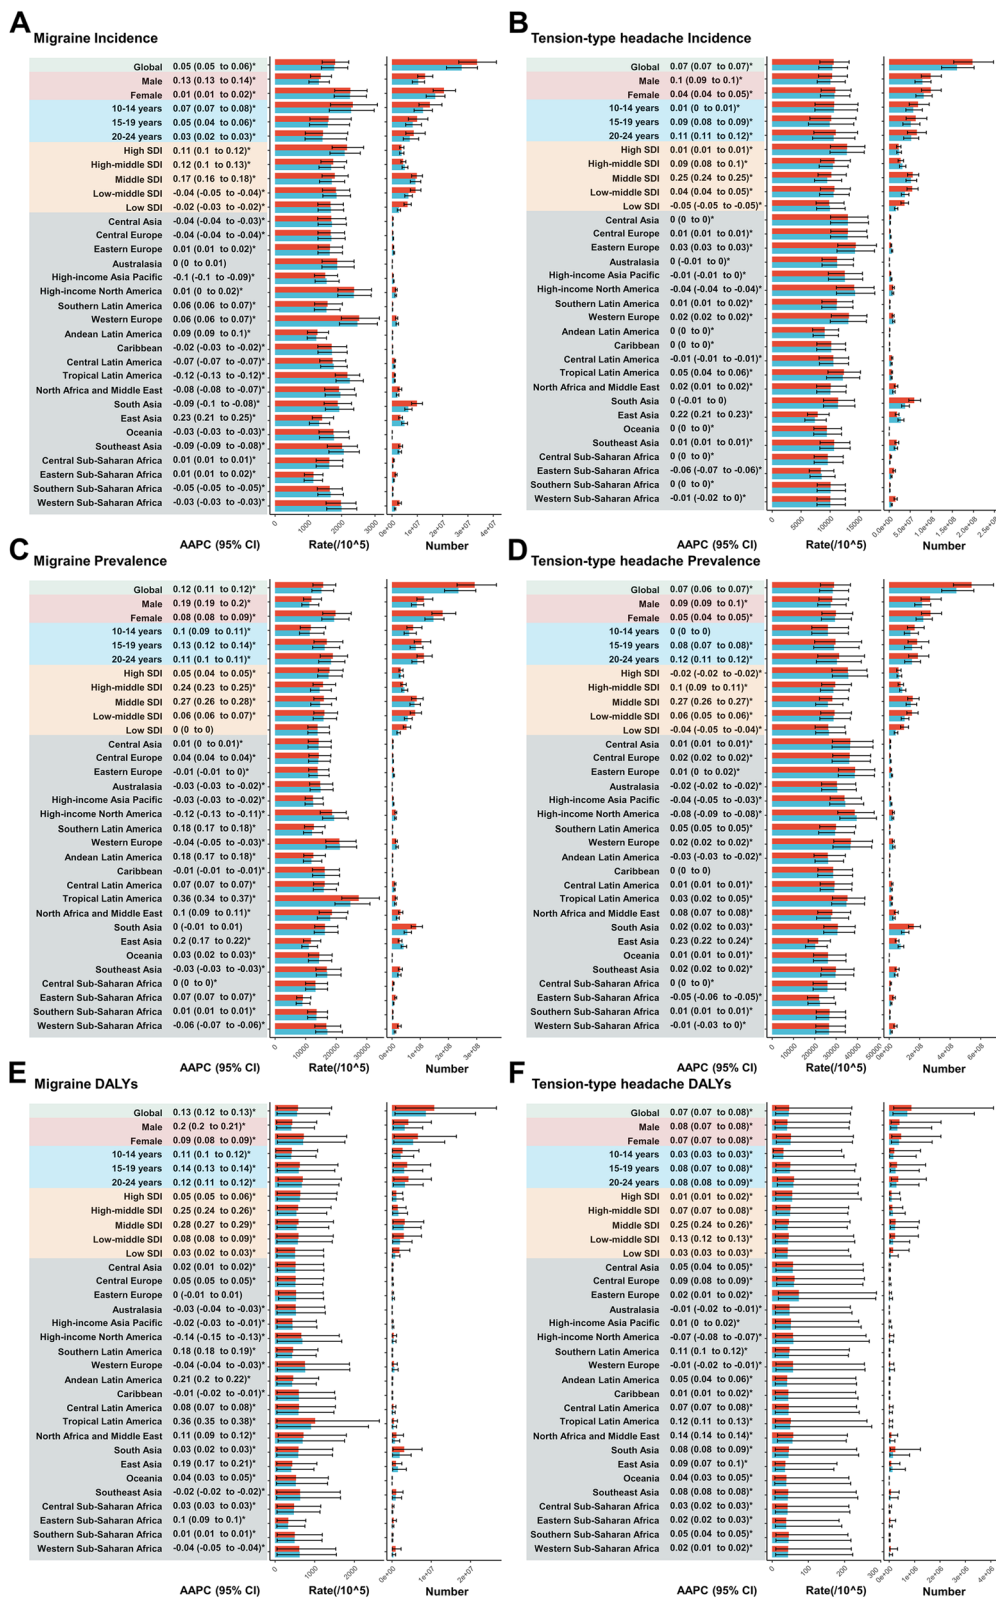 A Migraine Incidence
Global 0.05 (0.05 to 0.06)*
Male 0.13 (0.13 to 0.14)*
Female 0.01 (0.01 to 0.02)*
10-14 years 0.07 (0.07 to 0.08)*
15-19 years 0.05 (0.04 to 0.06)*
20-24 years 0.03 (0.02 to 0.03)*
High SDI 0.11 (0.1 to 0.12)*
High-middle SDI 0.12 (0.1 to 0.13)*
Middle SDI 0.17 (0.16 to 0.18)*
Low-middle SDI -0.04 (-0.05 to -0.04)*
Low SDI -0.02 (-0.03 to -0.02)*
Central Asia -0.04 (-0.04 to -0.03)*
Central Europe -0.04 (-0.04 to -0.04)*
Eastern Europe 0.01 (0.01 to 0.02)*
Australasia 0 (0 to 0.01)
High-income Asia Pacific -0.1 (-0.1 to -0.09)*
High-income North America 0.01 (0 to 0.02)*
Southern Latin America 0.06 (0.06 to 0.07)*
Western Europe 0.06 (0.06 to 0.07)*
Andean Latin America 0.09 (0.09 to 0.1)*
Caribbean -0.02 (-0.03 to -0.02)*
Central Latin America -0.07 (-0.07 to -0.07)*
Tropical Latin America -0.12 (-0.13 to -0.12)*
North Africa and Middle East -0.08 (-0.08 to -0.07)*
South Asia -0.09 (-0.1 to -0.08)*
East Asia 0.23 (0.21 to 0.25)*
Oceania -0.03 (-0.03 to -0.03)*
Southeast Asia -0.09 (-0.09 to -0.08)*
Central Sub-Saharan Africa 0.01 (0.01 to 0.01)*
Eastern Sub-Saharan Africa 0.01 (0.01 to 0.02)*
Southern Sub-Saharan Africa -0.05 (-0.05 to -0.05)*
Western Sub-Saharan Africa -0.03 (-0.03 to -0.03)*
0 1000 2000 3000 0e+00 1e+07 2e+07 3e+07 4e+07
AAPC (95% CI) Rate(/10^5) Number
B Tension-type headache Incidence
Global 0.07 (0.07 to 0.07)*
Male 0.1 (0.09 to 0.1)*
Female 0.04 (0.04 to 0.05)*
10-14 years 0.01 (0 to 0.01)*
15-19 years 0.09 (0.08 to 0.09)*
20-24 years 0.11 (0.11 to 0.12)*
High SDI 0.01 (0.01 to 0.01)*
High-middle SDI 0.09 (0.08 to 0.1)*
Middle SDI 0.25 (0.24 to 0.25)*
Low-middle SDI 0.04 (0.04 to 0.05)*
Low SDI -0.05 (-0.05 to -0.05)*
Central Asia 0 (0 to 0)*
Central Europe 0.01 (0.01 to 0.01)*
Eastern Europe 0.03 (0.03 to 0.03)*
Australasia 0 (-0.01 to 0)*
High-income Asia Pacific -0.01 (-0.01 to 0)*
High-income North America -0.04 (-0.04 to -0.04)*
Southern Latin America 0.01 (0.01 to 0.02)*
Western Europe 0.02 (0.02 to 0.02)*
Andean Latin America 0 (0 to 0)*
Caribbean 0 (0 to 0)*
Central Latin America -0.01 (-0.01 to -0.01)*
Tropical Latin America 0.05 (0.04 to 0.06)*
North Africa and Middle East 0.02 (0.01 to 0.02)*
South Asia 0 (-0.01 to 0)
East Asia 0.22 (0.21 to 0.23)*
Oceania 0 (0 to 0)*
Southeast Asia 0.01 (0.01 to 0.01)*
Central Sub-Saharan Africa 0 (0 to 0)*
Eastern Sub-Saharan Africa -0.06 (-0.07 to -0.06)*
Southern Sub-Saharan Africa 0 (0 to 0)*
Western Sub-Saharan Africa -0.01 (-0.02 to 0)*
0 5000 10000 15000 0.0e+00 5.0e+07 1.0e+08 1.5e+08 2.0e+08
AAPC (95% CI) Rate(/10^5) Number
C Migraine Prevalence
Global 0.12 (0.11 to 0.12)*
Male 0.19 (0.19 to 0.2)*
Female 0.08 (0.08 to 0.09)*
10-14 years 0.1 (0.09 to 0.11)*
15-19 years 0.13 (0.12 to 0.14)*
20-24 years 0.11 (0.1 to 0.11)*
High SDI 0.05 (0.04 to 0.05)*
High-middle SDI 0.24 (0.23 to 0.25)*
Middle SDI 0.27 (0.26 to 0.28)*
Low-middle SDI 0.06 (0.06 to 0.07)*
Low SDI 0 (0 to 0)
Central Asia 0.01 (0 to 0.01)*
Central Europe 0.04 (0.04 to 0.04)*
Eastern Europe -0.01 (-0.01 to 0)*
Australasia -0.03 (-0.03 to -0.02)*
High-income Asia Pacific -0.03 (-0.03 to -0.02)*
High-income North America -0.12 (-0.13 to -0.11)*
Southern Latin America 0.18 (0.17 to 0.18)*
Western Europe -0.04 (-0.05 to -0.03)*
Andean Latin America 0.18 (0.17 to 0.18)*
Caribbean -0.01 (-0.01 to -0.01)*
Central Latin America 0.07 (0.07 to 0.07)*
Tropical Latin America 0.36 (0.34 to 0.37)*
North Africa and Middle East 0.1 (0.09 to 0.11)*
South Asia 0 (-0.01 to 0.01)
East Asia 0.2 (0.17 to 0.22)*
Oceania 0.03 (0.02 to 0.03)*
Southeast Asia -0.03 (-0.03 to -0.03)*
Central Sub-Saharan Africa 0 (0 to 0)*
Eastern Sub-Saharan Africa 0.07 (0.07 to 0.07)*
Southern Sub-Saharan Africa 0.01 (0.01 to 0.01)*
Western Sub-Saharan Africa -0.06 (-0.07 to -0.06)*
0 10000 20000 30000 0e+00 1e+08 2e+08 3e+08
AAPC (95% CI) Rate(/10^5) Number
D Tension-type headache Prevalence
Global 0.07 (0.06 to 0.07)*
Male 0.09 (0.09 to 0.1)*
Female 0.05 (0.04 to 0.05)*
10-14 years 0 (0 to 0)
15-19 years 0.08 (0.07 to 0.08)*
20-24 years 0.12 (0.11 to 0.12)*
High SDI -0.02 (-0.02 to -0.02)*
High-middle SDI 0.1 (0.09 to 0.11)*
Middle SDI 0.27 (0.26 to 0.27)*
Low-middle SDI 0.06 (0.05 to 0.06)*
Low SDI -0.04 (-0.05 to -0.04)*
Central Asia 0.01 (0.01 to 0.01)*
Central Europe 0.02 (0.02 to 0.02)*
Eastern Europe 0.01 (0 to 0.02)*
Australasia -0.02 (-0.02 to -0.02)*
High-income Asia Pacific -0.04 (-0.05 to -0.03)*
High-income North America -0.08 (-0.09 to -0.08)*
Southern Latin America 0.05 (0.05 to 0.05)*
Western Europe 0.02 (0.02 to 0.02)*
Andean Latin America -0.03 (-0.03 to -0.02)*
Caribbean 0 (0 to 0)
Central Latin America 0.01 (0.01 to 0.01)*
Tropical Latin America 0.03 (0.02 to 0.05)*
North Africa and Middle East 0.08 (0.07 to 0.08)*
South Asia 0.02 (0.02 to 0.03)*
East Asia 0.23 (0.22 to 0.24)*
Oceania 0.01 (0.01 to 0.01)*
Southeast Asia 0.02 (0.02 to 0.02)*
Central Sub-Saharan Africa 0 (0 to 0)*
Eastern Sub-Saharan Africa -0.05 (-0.06 to -0.05)*
Southern Sub-Saharan Africa 0.01 (0.01 to 0.01)*
Western Sub-Saharan Africa -0.01 (-0.03 to 0)*
0 10000 20000 30000 40000 50000 0e+00 2e+08 4e+08 6e+08
AAPC (95% CI) Rate(/10^5) Number
E Migraine DALYs
Global 0.13 (0.12 to 0.13)*
Male 0.2 (0.2 to 0.21)*
Female 0.09 (0.08 to 0.09)*
10-14 years 0.11 (0.1 to 0.12)*
15-19 years 0.14 (0.13 to 0.14)*
20-24 years 0.12 (0.11 to 0.12)*
High SDI 0.05 (0.05 to 0.06)*
High-middle SDI 0.25 (0.24 to 0.26)*
Middle SDI 0.28 (0.27 to 0.29)*
Low-middle SDI 0.08 (0.08 to 0.09)*
Low SDI 0.03 (0.02 to 0.03)*
Central Asia 0.02 (0.01 to 0.02)*
Central Europe 0.05 (0.05 to 0.05)*
Eastern Europe 0 (-0.01 to 0.01)
Australasia -0.03 (-0.04 to -0.03)*
High-income Asia Pacific -0.02 (-0.03 to -0.01)*
High-income North America -0.14 (-0.15 to -0.13)*
Southern Latin America 0.18 (0.18 to 0.19)*
Western Europe -0.04 (-0.04 to -0.03)*
Andean Latin America 0.21 (0.2 to 0.22)*
Caribbean -0.01 (-0.02 to -0.01)*
Central Latin America 0.08 (0.07 to 0.08)*
Tropical Latin America 0.36 (0.35 to 0.38)*
North Africa and Middle East 0.11 (0.09 to 0.12)*
South Asia 0.03 (0.02 to 0.03)*
East Asia 0.19 (0.17 to 0.21)*
Oceania 0.04 (0.03 to 0.05)*
Southeast Asia -0.02 (-0.02 to -0.02)*
Central Sub-Saharan Africa 0.03 (0.03 to 0.03)*
Eastern Sub-Saharan Africa 0.1 (0.09 to 0.1)*
Southern Sub-Saharan Africa 0.01 (0.01 to 0.01)*
Western Sub-Saharan Africa -0.04 (-0.05 to -0.04)*
0 1000 2000 0e+00 1e+07 2e+07
AAPC (95% CI) Rate(/10^5) Number
F Tension-type headache DALYs
Global 0.07 (0.07 to 0.08)*
Male 0.08 (0.07 to 0.08)*
Female 0.07 (0.07 to 0.08)*
10-14 years 0.03 (0.03 to 0.03)*
15-19 years 0.08 (0.07 to 0.08)*
20-24 years 0.08 (0.08 to 0.09)*
High SDI 0.01 (0.01 to 0.02)*
High-middle SDI 0.07 (0.07 to 0.08)*
Middle SDI 0.25 (0.24 to 0.26)*
Low-middle SDI 0.13 (0.12 to 0.13)*
Low SDI 0.03 (0.03 to 0.03)*
Central Asia 0.05 (0.04 to 0.05)*
Central Europe 0.09 (0.08 to 0.09)*
Eastern Europe 0.02 (0.01 to 0.02)*
Australasia -0.01 (-0.02 to -0.01)*
High-income Asia Pacific 0.01 (0 to 0.02)*
High-income North America -0.07 (-0.08 to -0.07)*
Southern Latin America 0.11 (0.1 to 0.12)*
Western Europe -0.01 (-0.02 to -0.01)*
Andean Latin America 0.05 (0.04 to 0.06)*
Caribbean 0.01 (0.01 to 0.02)*
Central Latin America 0.07 (0.07 to 0.08)*
Tropical Latin America 0.12 (0.11 to 0.13)*
North Africa and Middle East 0.14 (0.14 to 0.14)*
South Asia 0.08 (0.08 to 0.09)*
East Asia 0.09 (0.07 to 0.1)*
Oceania 0.04 (0.03 to 0.05)*
Southeast Asia 0.08 (0.08 to 0.08)*
Central Sub-Saharan Africa 0.03 (0.02 to 0.03)*
Eastern Sub-Saharan Africa 0.02 (0.02 to 0.03)*
Southern Sub-Saharan Africa 0.05 (0.04 to 0.05)*
Western Sub-Saharan Africa 0.02 (0.01 to 0.02)*
0 100 200 300 0e+00 1e+06 2e+06 3e+06 4e+06
AAPC (95% CI) Rate(/10^5) Number